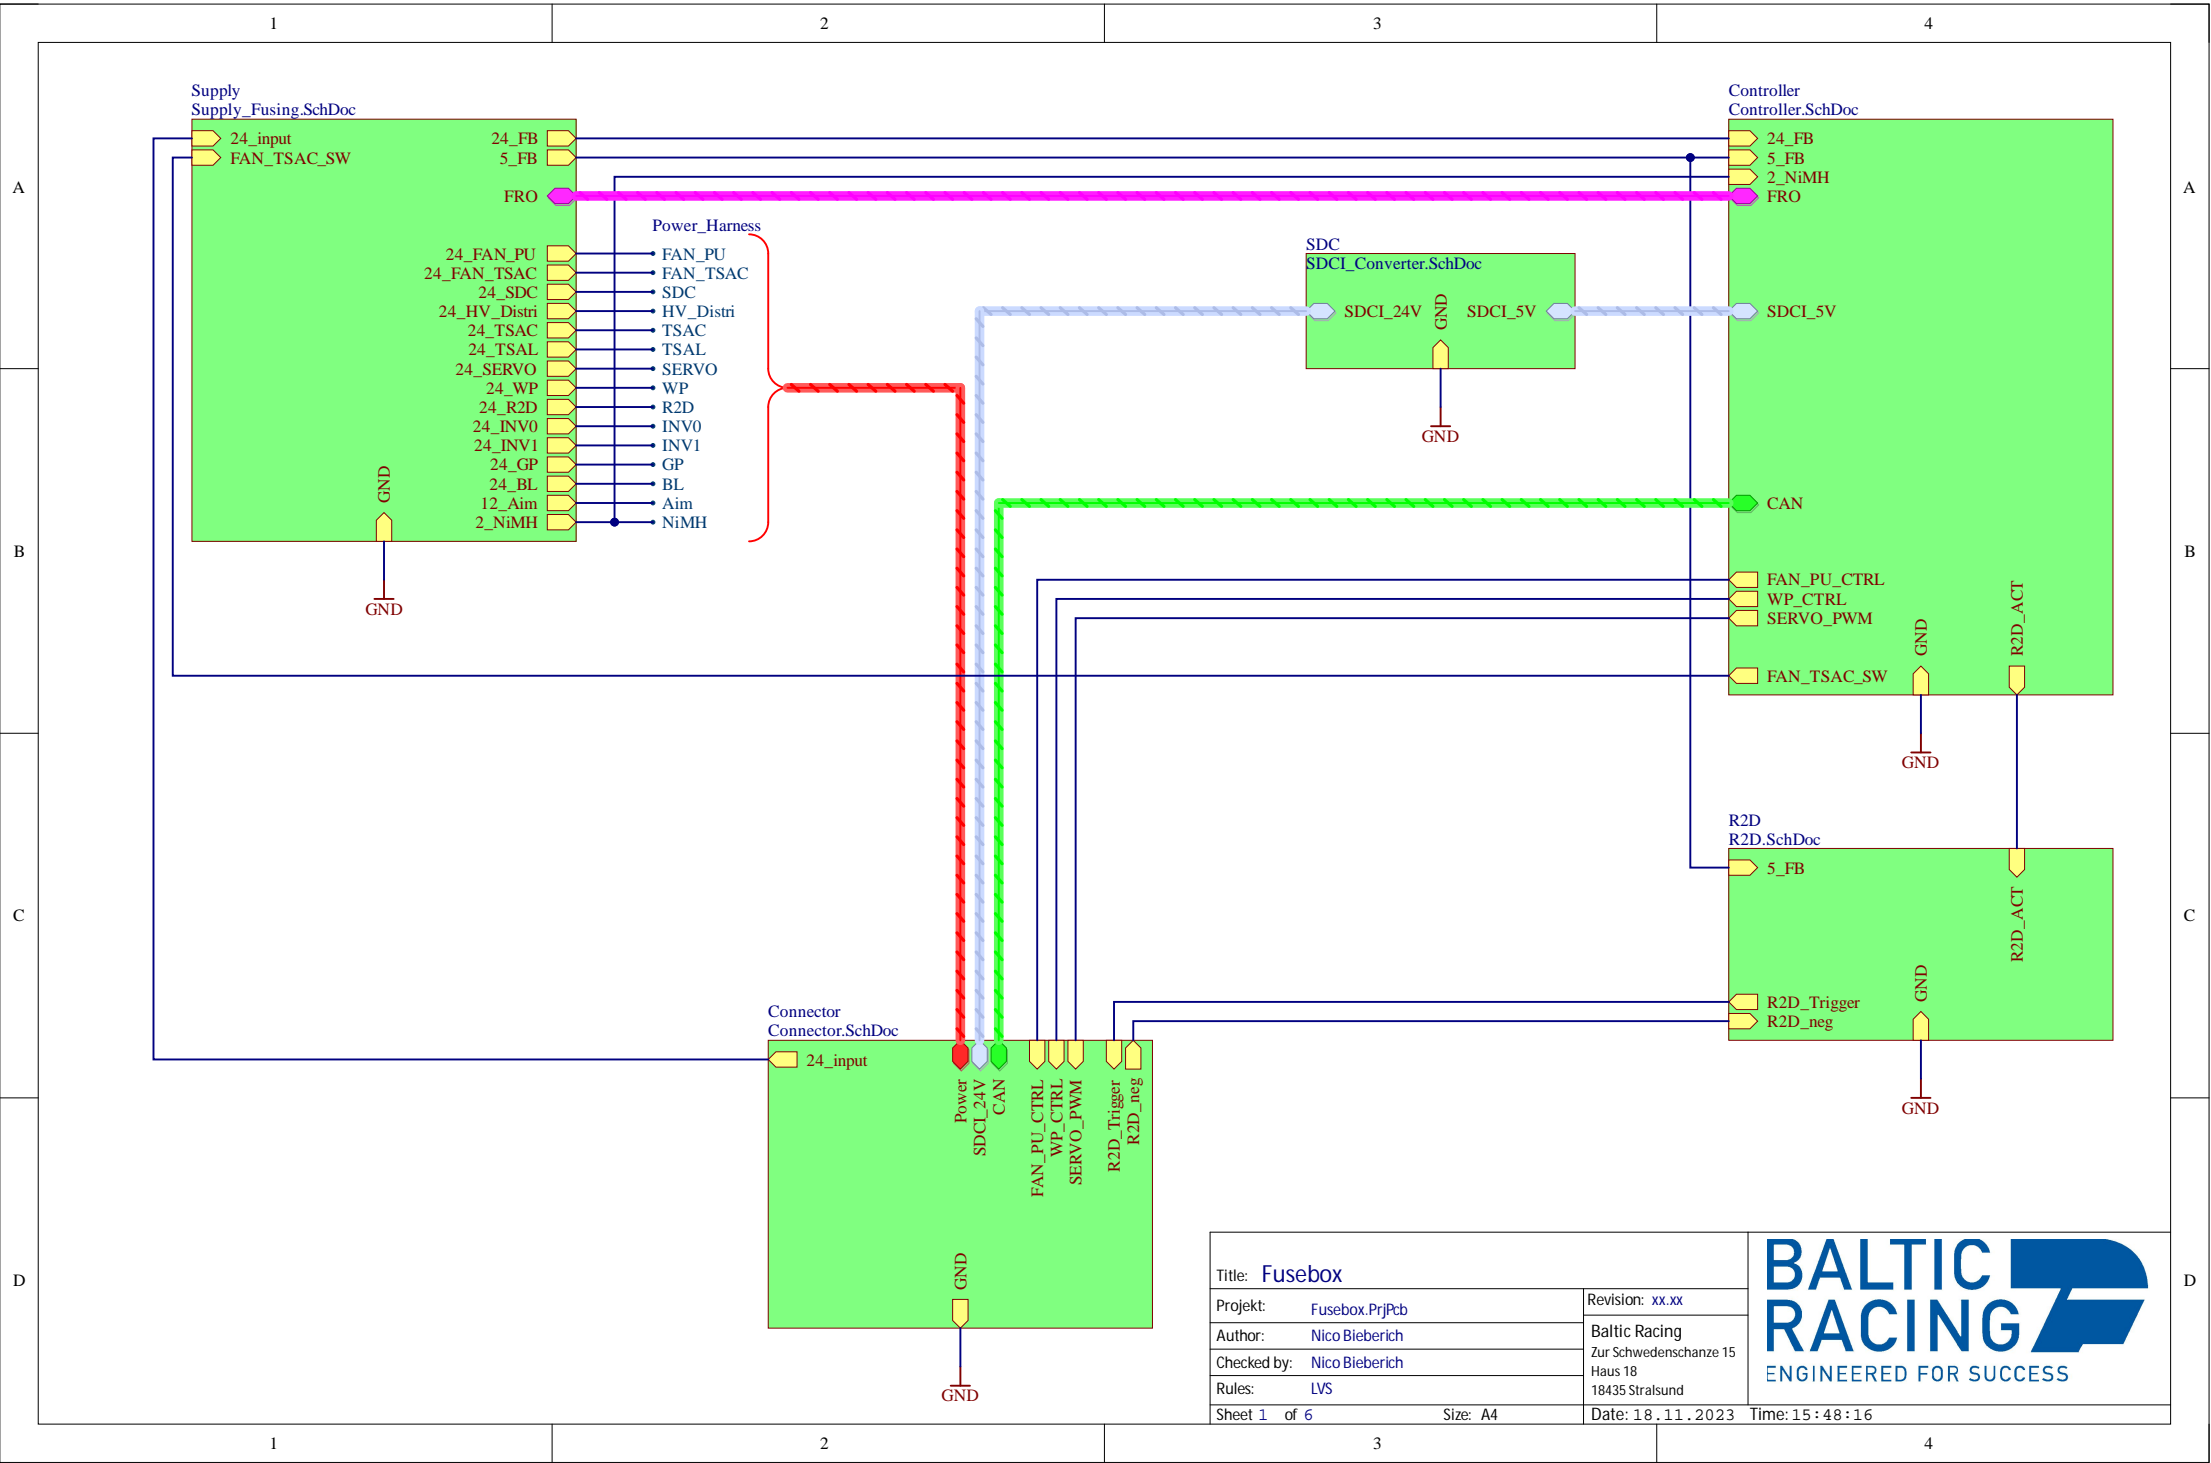 1
2
3
4
A
A
Supply
Supply_Fusing.SchDoc
24_input
FAN_TSAC_SW
24_FB
5_FB
FRO
24_FAN_PU
24_FAN_TSAC
24_SDC
24_HV_Distri
24_TSAC
24_TSAL
24_SERVO
24_WP
24_R2D
24_INV0
24_INV1
24_GP
24_BL
12_Aim
2_NiMH
GND
GND
Power_Harness
FAN_PU
FAN_TSAC
SDC
HV_Distri
TSAC
TSAL
SERVO
WP
R2D
INV0
INV1
GP
BL
Aim
NiMH
SDC
SDCI_Converter.SchDoc
SDCI_24V
GND
SDCI_5V
GND
Controller
Controller.SchDoc
24_FB
5_FB
2_NiMH
FRO
SDCI_5V
CAN
FAN_PU_CTRL
WP_CTRL
SERVO_PWM
FAN_TSAC_SW
GND
R2D_ACT
GND
B
B
R2D
R2D.SchDoc
5_FB
R2D_ACT
R2D_Trigger
R2D_neg
GND
GND
C
C
Connector
Connector.SchDoc
24_input
Power
SDCI_24V
CAN
FAN_PU_CTRL
WP_CTRL
SERVO_PWM
R2D_Trigger
R2D_neg
GND
GND
D
D
Title: Fusebox
Projekt: Fusebox.PrjPcb
Revision: xx.xx
Author: Nico Bieberich
Checked by: Nico Bieberich
Rules: LVS
Baltic Racing
Zur Schwedenschanze 15
Haus 18
18435 Stralsund
Sheet 1 of 6 Size: A4
Date: 18.11.2023 Time: 15:48:16
BALTIC
RACING
ENGINEERED FOR SUCCESS
1
2
3
4